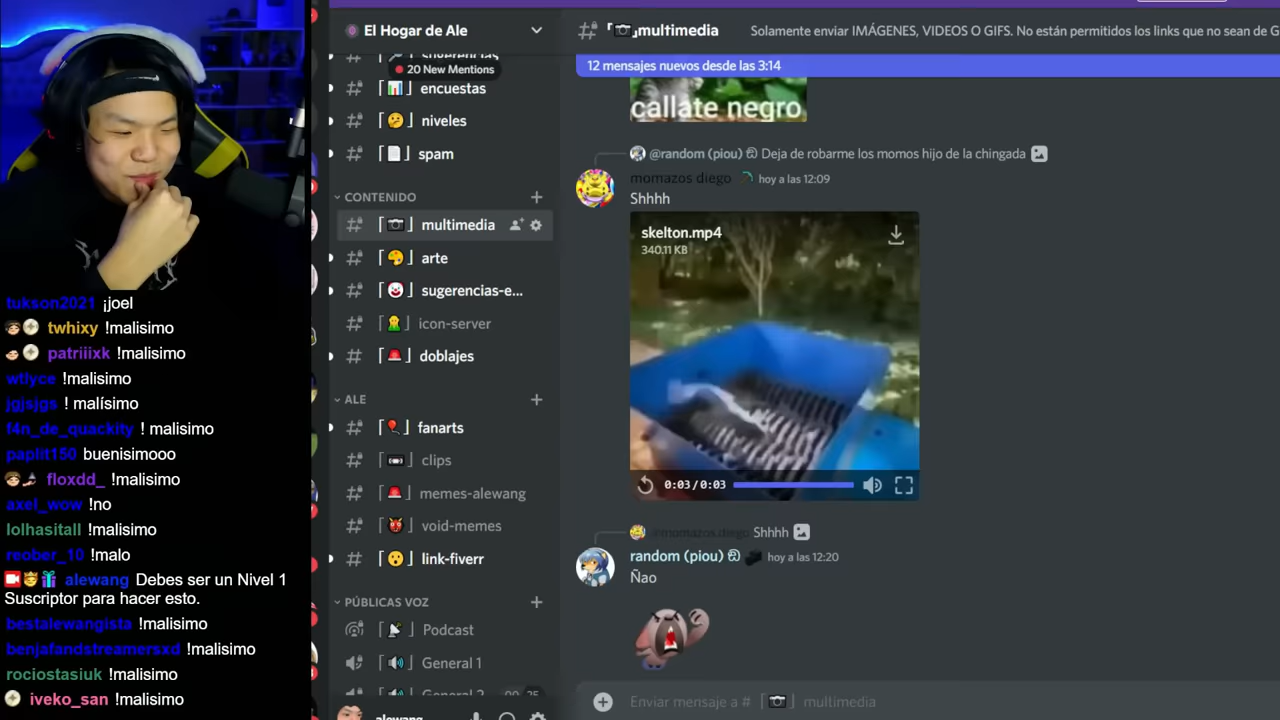 El Hogar de Ale
sugerencias
20 New Mentions
encuestas
niveles
spam
CONTENIDO
multimedia
arte
sugerencias-e...
icon-server
doblajes
ALE
fanarts
clips
memes-alewang
void-memes
link-fiverr
PÚBLICAS VOZ
Podcast
General 1
General 2
25
alewang
「 」multimedia
Solamente enviar IMÁGENES, VIDEOS O GIFS. No están permitidos los links que no sean de G
12 mensajes nuevos desde las 3:14
callate negro
@random (piou) Deja de robarme los momos hijo de la chingada
momazos diego hoy a las 12:09
Shhhh
skelton.mp4
340.11 KB
0:03/0:03
@momazos diego Shhhh
random (piou) hoy a las 12:20
Ñao
Enviar mensaje a # 「 」 multimedia
tukson2021 ¡joel
twhixy !malisimo
patriiixk !malisimo
wtlyce !malisimo
jgjsjgs ! malísimo
f4n_de_quackity ! malisimo
paplit150 buenisimooo
floxdd_ !malisimo
axel_wow !no
lolhasitall !malisimo
reober_10 !malo
alewang Debes ser un Nivel 1
Suscriptor para hacer esto.
bestalewangista !malisimo
benjafandstreamersxd !malisimo
rociostasiuk !malisimo
iveko_san !malisimo